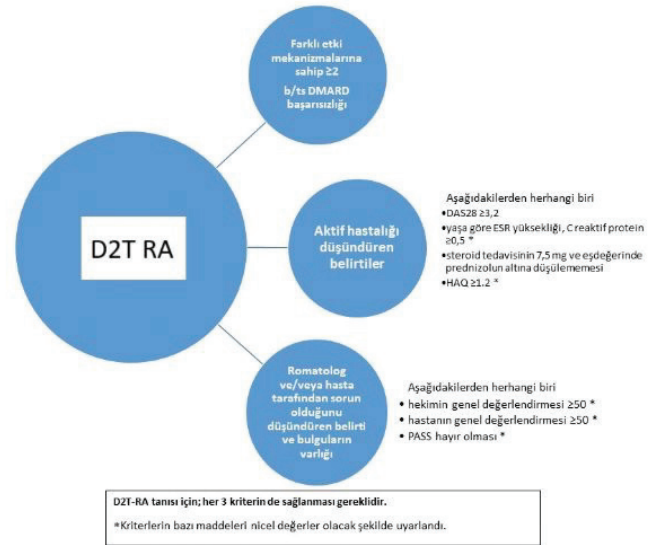 Farklı etki
mekanizmalarına
sahip ≥2
b/ts DMARD
başarısızlığı
D2T RA
Aktif hastalığı
düşündüren
belirtiler
Aşağıdakilerden herhangi biri
•DAS28 ≥3,2
•yaşa göre ESR yüksekliği, C reaktif protein
≥0,5 *
•steroid tedavisinin 7,5 mg ve eşdeğerinde
prednizolun altına düşülememesi
•HAQ ≥1.2 *
Romatolog
ve/veya hasta
tarafından sorun
olduğunu
düşündüren belirti
ve bulguların
varlığı
Aşağıdakilerden herhangi biri
• hekimin genel değerlendirmesi ≥50 *
• hastanın genel değerlendirmesi ≥50 *
• PASS hayır olması *
D2T-RA tanısı için; her 3 kriterin de sağlanması gereklidir.
*Kriterlerin bazı maddeleri nicel değerler olacak şekilde uyarlandı.